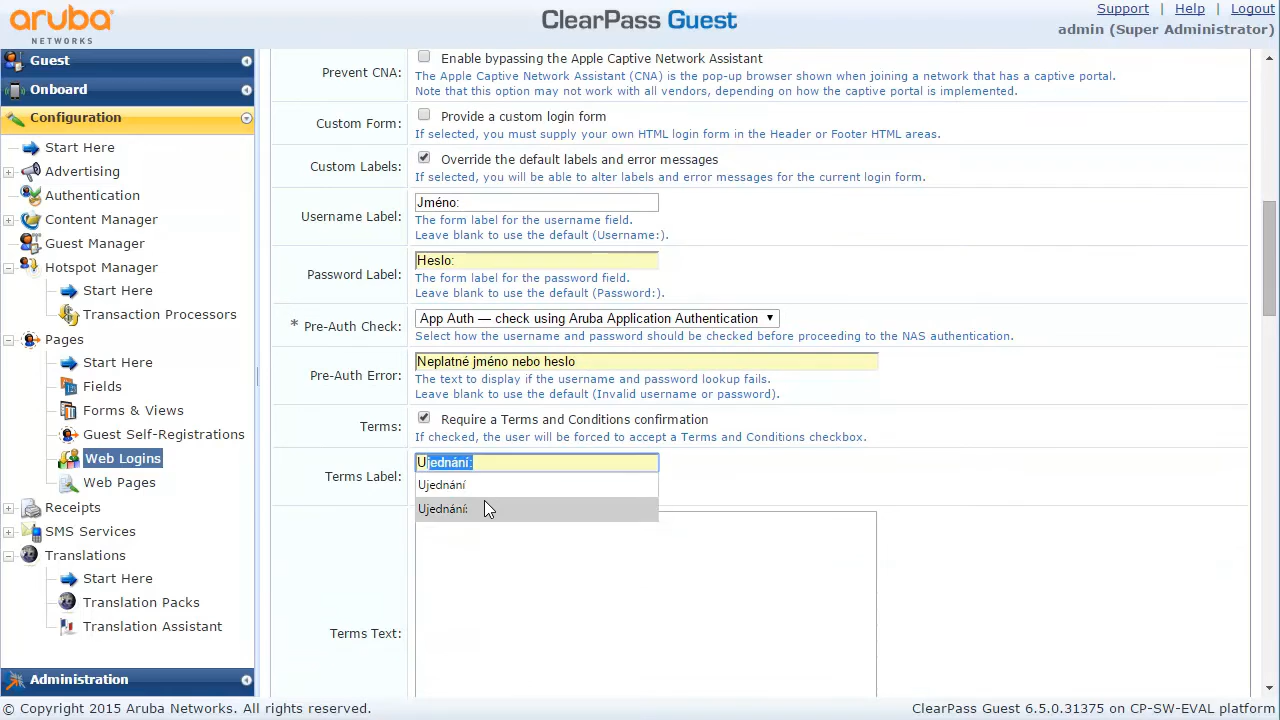 aruba
NETWORKS
ClearPass Guest
Support | Help | Logout
admin (Super Administrator)
Guest
Onboard
Configuration
Start Here
Advertising
Authentication
Content Manager
Guest Manager
Hotspot Manager
Start Here
Transaction Processors
Pages
Start Here
Fields
Forms & Views
Guest Self-Registrations
Web Logins
Web Pages
Receipts
SMS Services
Translations
Start Here
Translation Packs
Translation Assistant
Administration
Prevent CNA:
Enable bypassing the Apple Captive Network Assistant
The Apple Captive Network Assistant (CNA) is the pop-up browser shown when joining a network that has a captive portal.
Note that this option may not work with all vendors, depending on how the captive portal is implemented.
Custom Form:
Provide a custom login form
If selected, you must supply your own HTML login form in the Header or Footer HTML areas.
Custom Labels:
Override the default labels and error messages
If selected, you will be able to alter labels and error messages for the current login form.
Username Label:
Jméno:
The form label for the username field.
Leave blank to use the default (Username:).
Password Label:
Heslo:
The form label for the password field.
Leave blank to use the default (Password:).
* Pre-Auth Check:
App Auth — check using Aruba Application Authentication
Select how the username and password should be checked before proceeding to the NAS authentication.
Pre-Auth Error:
Neplatné jméno nebo heslo
The text to display if the username and password lookup fails.
Leave blank to use the default (Invalid username or password).
Terms:
Require a Terms and Conditions confirmation
If checked, the user will be forced to accept a Terms and Conditions checkbox.
Terms Label:
Ujednání:
Ujednání
Ujednání:
Terms Text:
© Copyright 2015 Aruba Networks. All rights reserved.
ClearPass Guest 6.5.0.31375 on CP-SW-EVAL platform